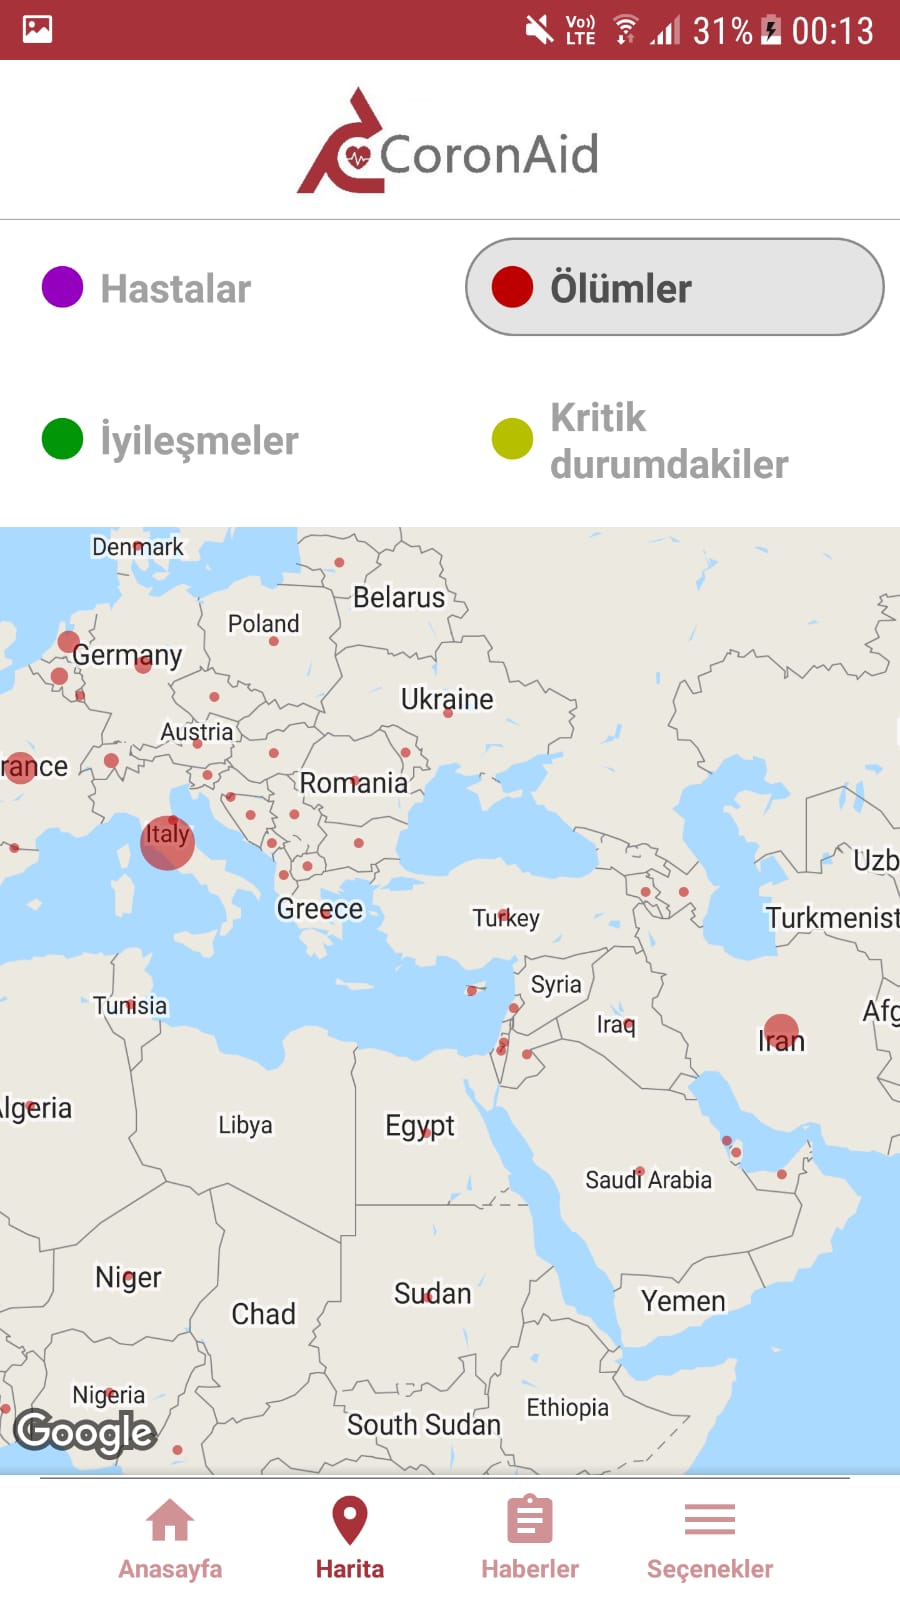 Vo)) LTE 31% 00:13
CoronAid
Hastalar
Ölümler
İyileşmeler
Kritik
durumdakiler
Denmark
Belarus
Poland
Germany
Ukraine
Austria
rance
Romania
Italy
Uzb
Greece
Turkey
Turkmenist
Syria
Tunisia
Iraq
Afg
Iran
lgeria
Libya
Egypt
Saudi Arabia
Niger
Sudan
Yemen
Chad
Nigeria
Ethiopia
South Sudan
Google
Anasayfa
Harita
Haberler
Seçenekler